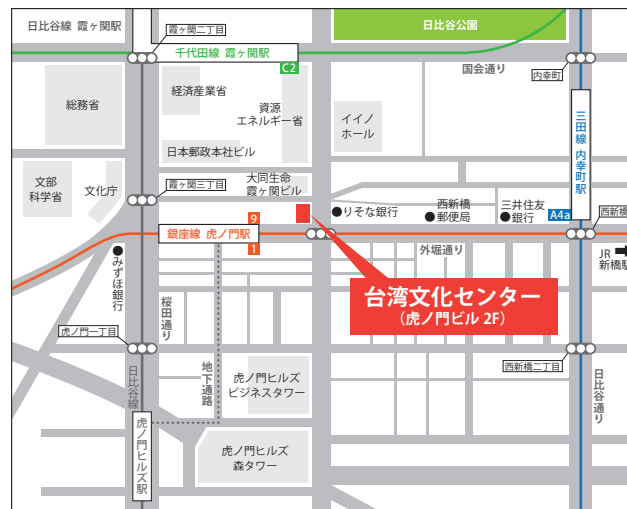 日比谷線 霞ヶ関駅
霞ヶ関二丁目
日比谷公園
千代田線 霞ヶ関駅
C2
国会通り
内幸町
総務省
経済産業省
資源
エネルギー省
イイノ
ホール
三田線 内幸町駅
日本郵政本社ビル
文部
科学省
文化庁
霞ヶ関三丁目
大同生命
霞ヶ関ビル
りそな銀行
西新橋
郵便局
三井住友
銀行
A4a
西新橋
9
銀座線 虎ノ門駅
1
外堀通り
JR
新橋駅
みずほ銀行
桜田通り
台湾文化センター
（虎ノ門ビル 2F）
虎ノ門一丁目
地下通路
西新橋二丁目
日比谷線
虎ノ門ヒルズ
ビジネスタワー
日比谷通り
虎ノ門ヒルズ駅
虎ノ門ヒルズ
森タワー